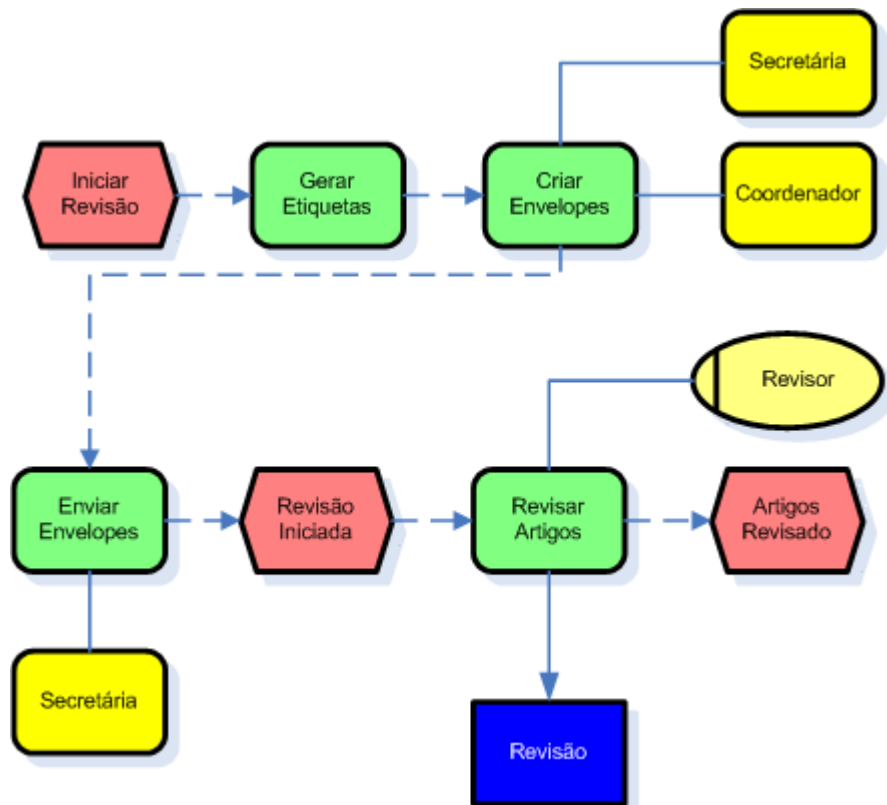 Secretária
Iniciar
Revisão
Gerar
Etiquetas
Criar
Envelopes
Coordenador
Revisor
Enviar
Envelopes
Revisão
Iniciada
Revisar
Artigos
Artigos
Revisado
Secretária
Revisão